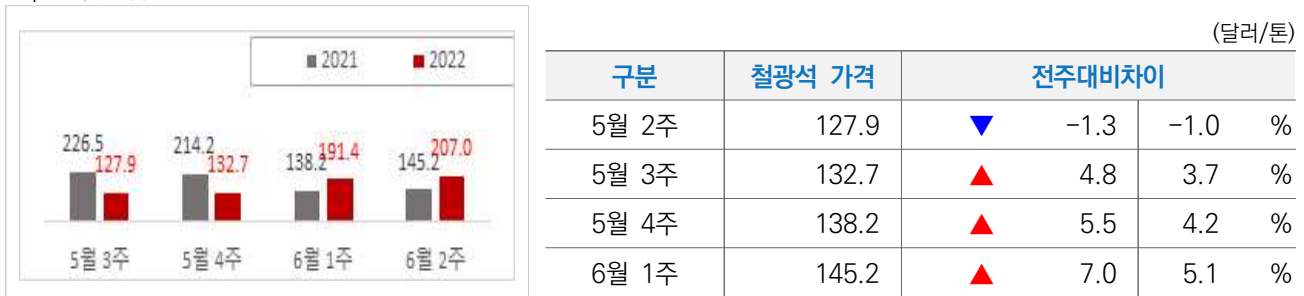 (달러/톤)
■ 2021 ■ 2022
226.5 127.9 214.2 132.7 138.2 191.4 145.2 207.0
5월 3주 5월 4주 6월 1주 6월 2주
구분 철광석 가격 전주대비차이
5월 2주 127.9 ▼ -1.3 -1.0 %
5월 3주 132.7 ▲ 4.8 3.7 %
5월 4주 138.2 ▲ 5.5 4.2 %
6월 1주 145.2 ▲ 7.0 5.1 %